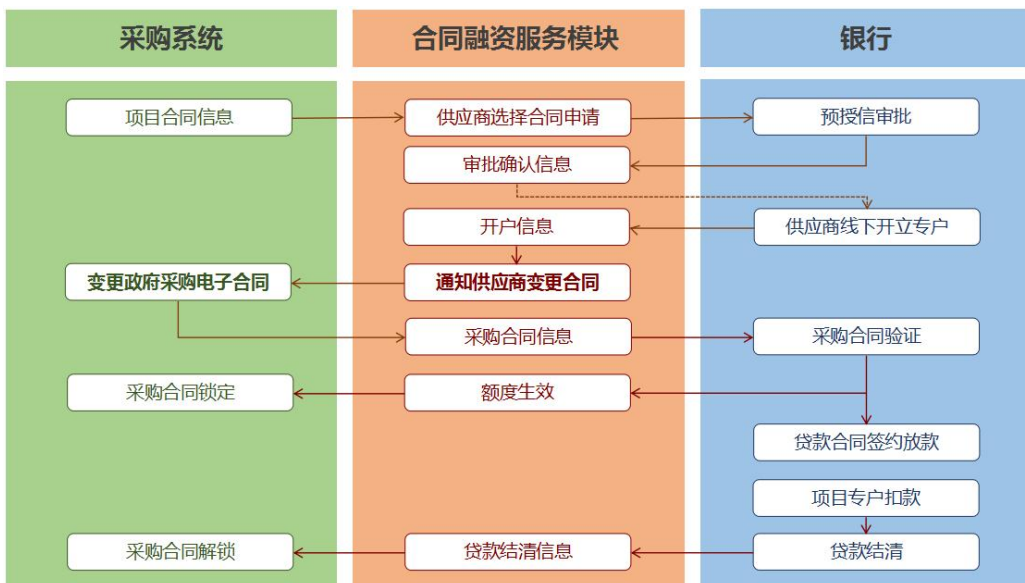 采购系统
合同融资服务模块
银行
项目合同信息
供应商选择合同申请
预授信审批
审批确认信息
开户信息
供应商线下开立专户
变更政府采购电子合同
通知供应商变更合同
采购合同信息
采购合同验证
采购合同锁定
额度生效
贷款合同签约放款
项目专户扣款
采购合同解锁
贷款结清信息
贷款结清